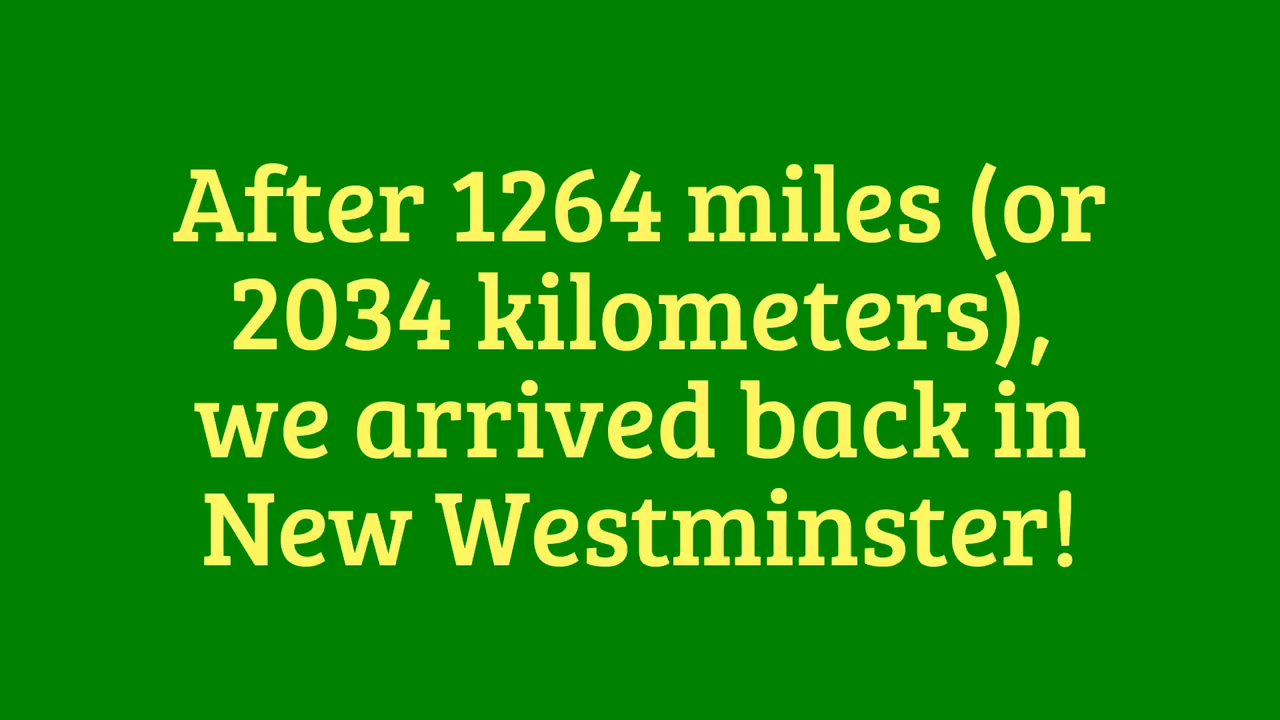 After 1264 miles (or
2034 kilometers),
we arrived back in
New Westminster!